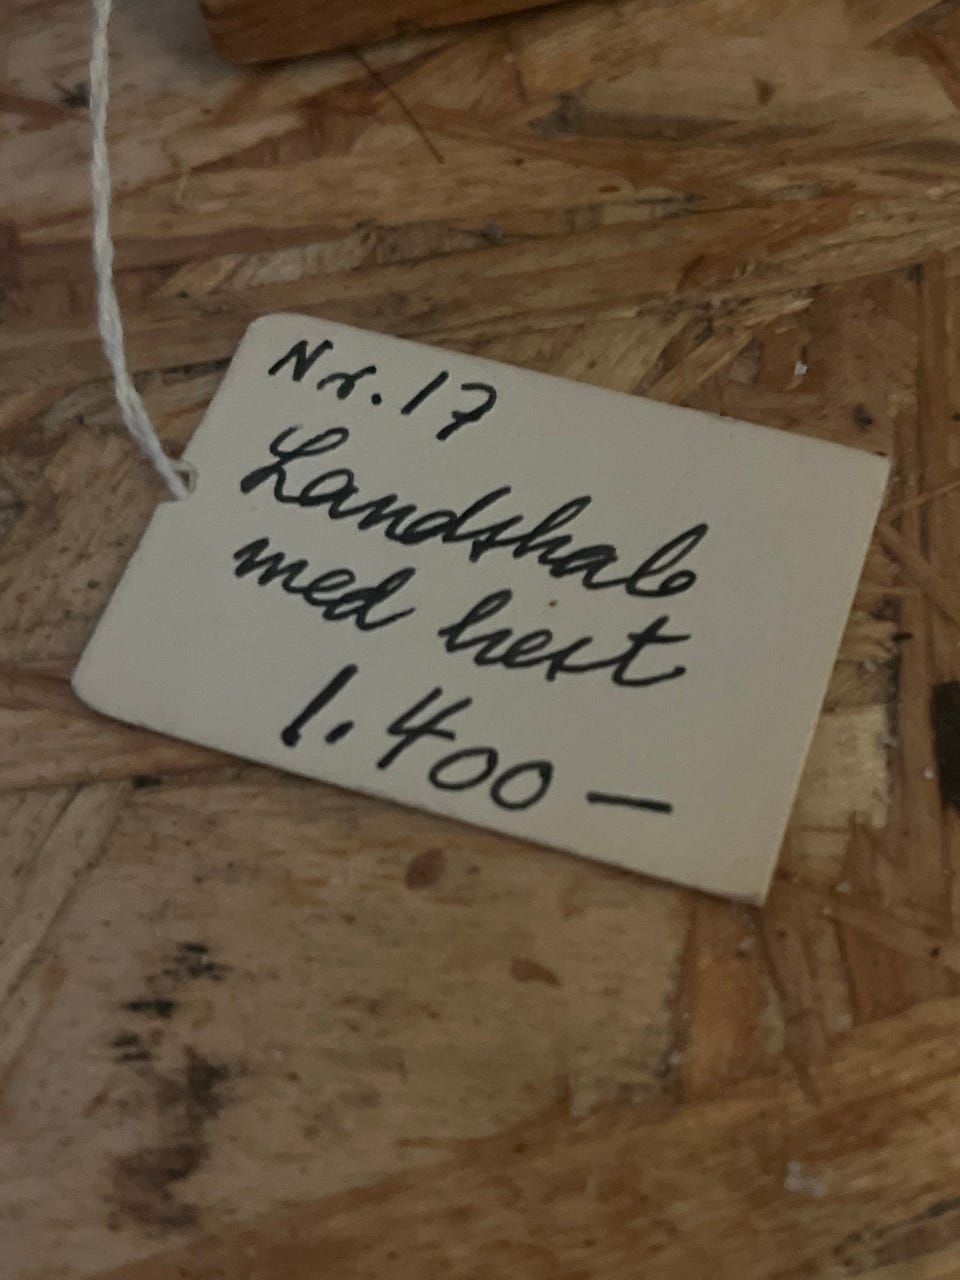 Nr. 17
Landskab
med hest
1.400 —